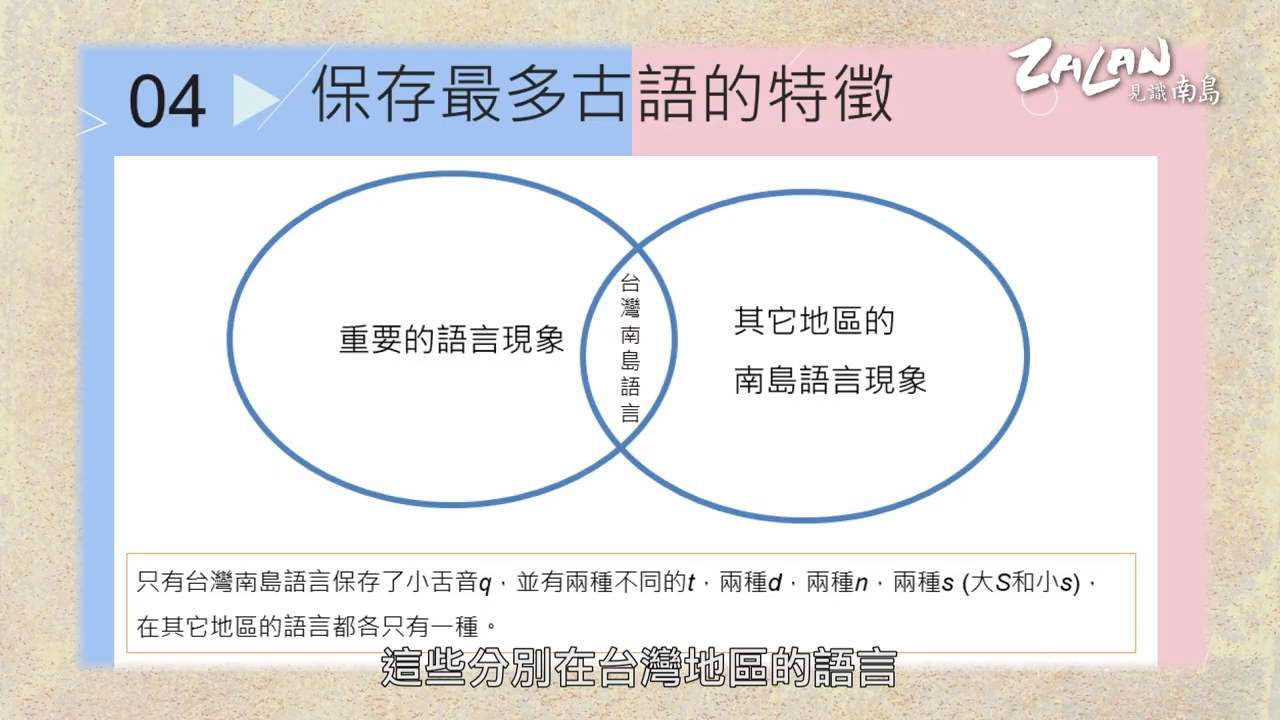 04 保存最多古語的特徵
ZALAN
見識南島
重要的語言現象
台灣南島語言
其它地區的
南島語言現象
只有台灣南島語言保存了小舌音q，並有兩種不同的t，兩種d，兩種n，兩種s (大S和小s)，
在其它地區的語言都各只有一種。
這些分別在台灣地區的語言